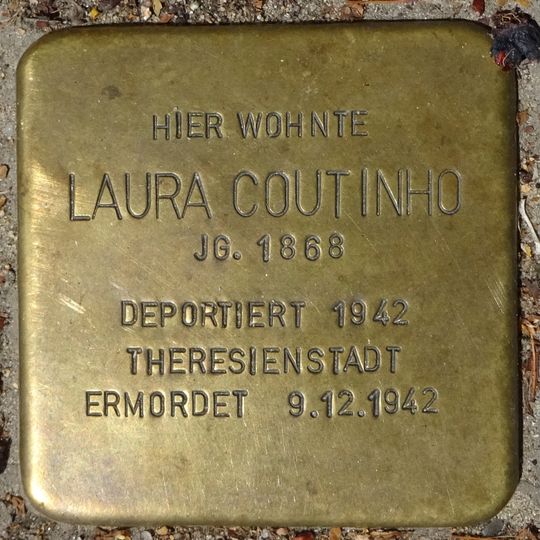 HIER WOHNTE
LAURA COUTINHO
JG. 1868
DEPORTIERT 1942
THERESIENSTADT
ERMORDET 9.12.1942